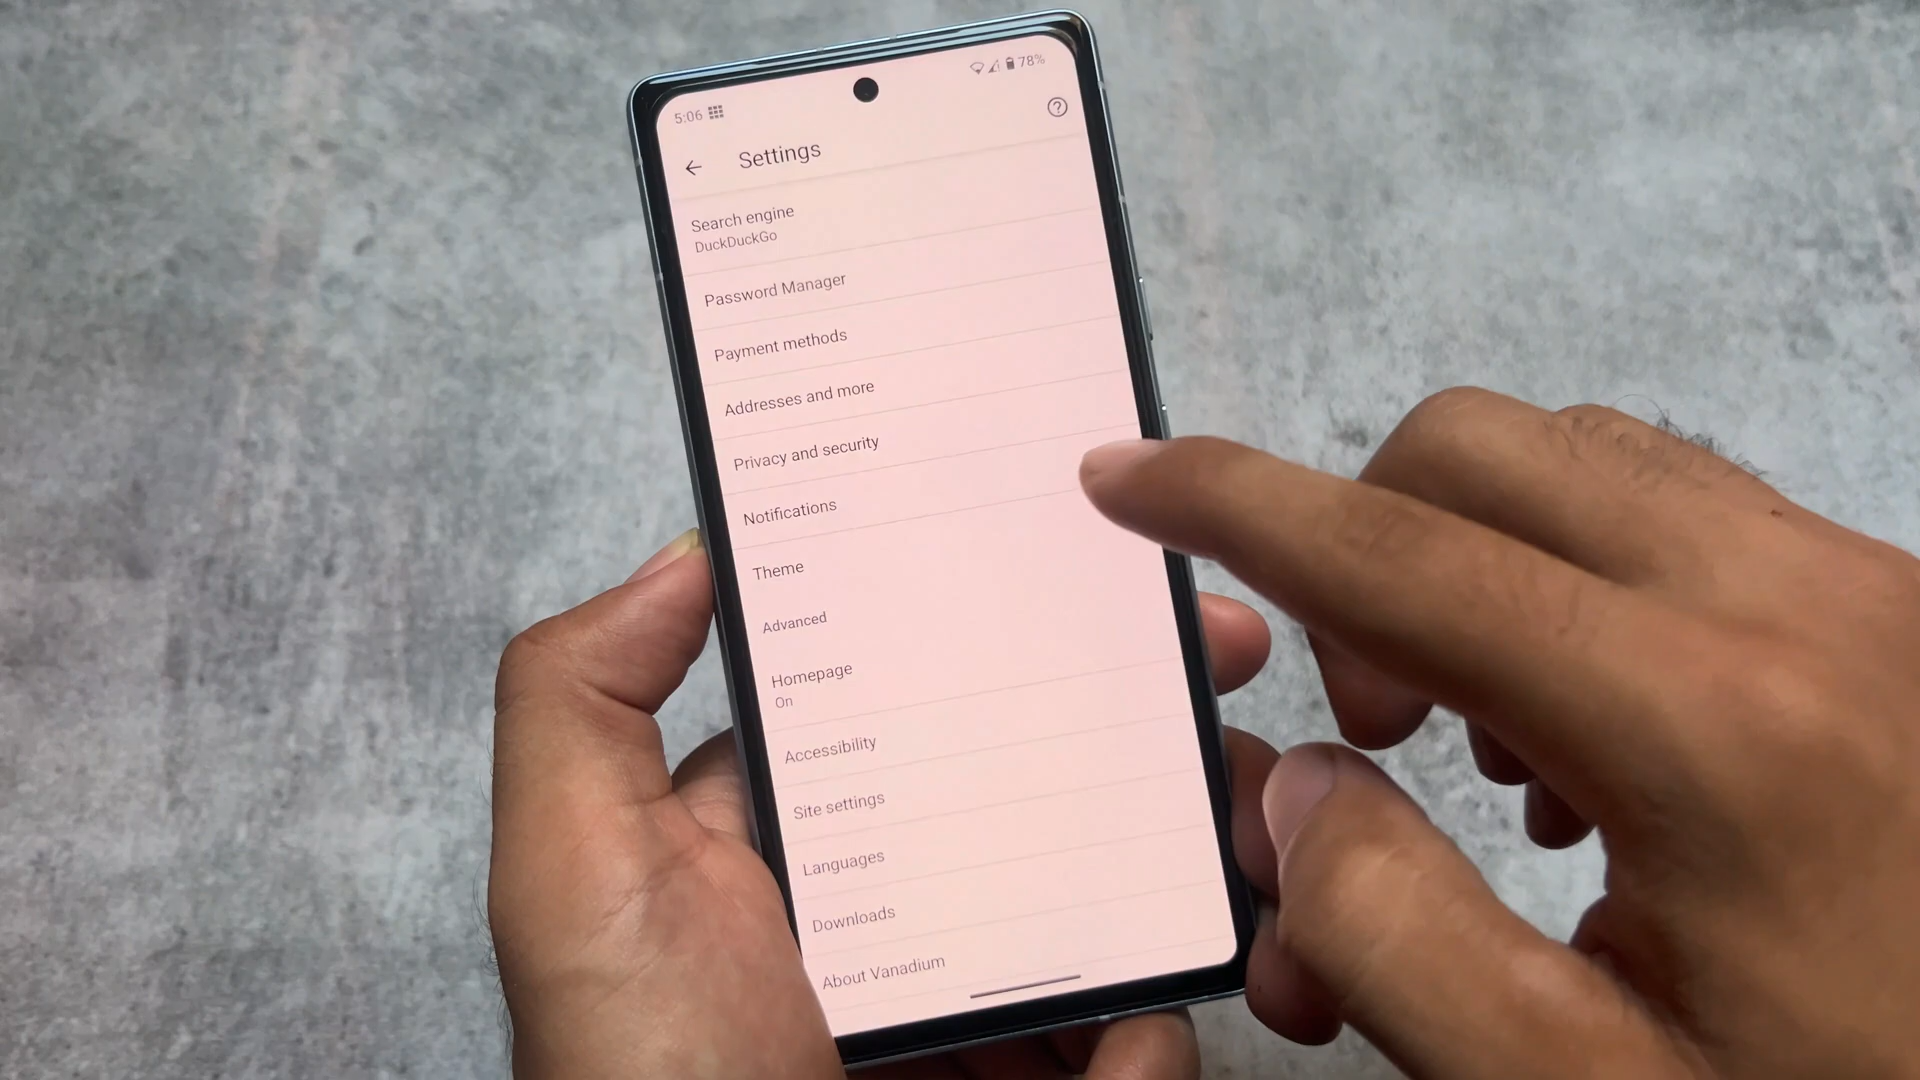 5:06
78%
Settings
Search engine
DuckDuckGo
Password Manager
Payment methods
Addresses and more
Privacy and security
Notifications
Theme
Advanced
Homepage
On
Accessibility
Site settings
Languages
Downloads
About Vanadium